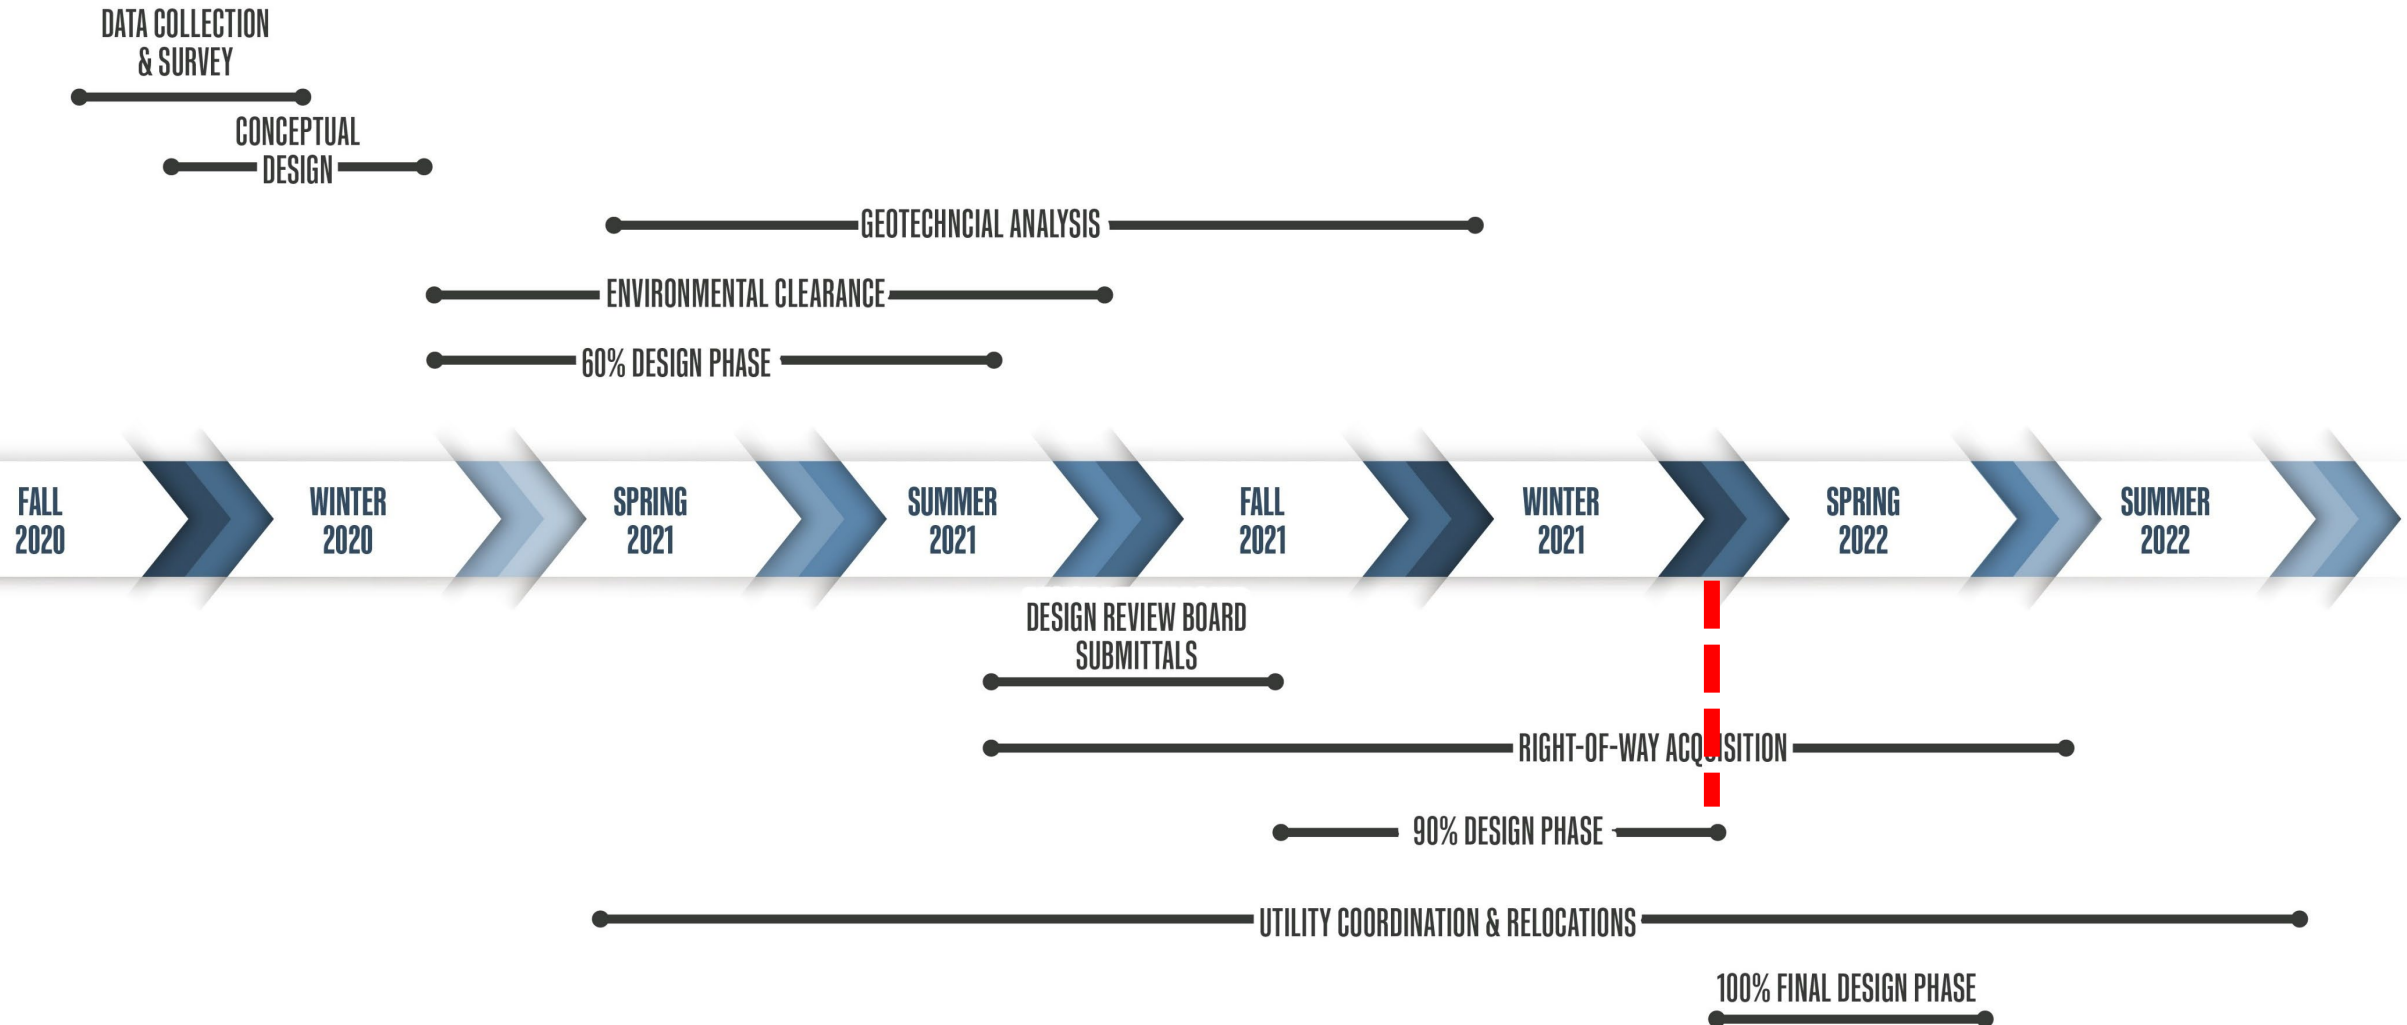 DATA COLLECTION
& SURVEY
CONCEPTUAL
DESIGN
GEOTECHNCIAL ANALYSIS
ENVIRONMENTAL CLEARANCE
60% DESIGN PHASE
FALL
2020
WINTER
2020
SPRING
2021
SUMMER
2021
FALL
2021
WINTER
2021
SPRING
2022
SUMMER
2022
DESIGN REVIEW BOARD
SUBMITTALS
RIGHT-OF-WAY ACQUISITION
90% DESIGN PHASE
UTILITY COORDINATION & RELOCATIONS
100% FINAL DESIGN PHASE